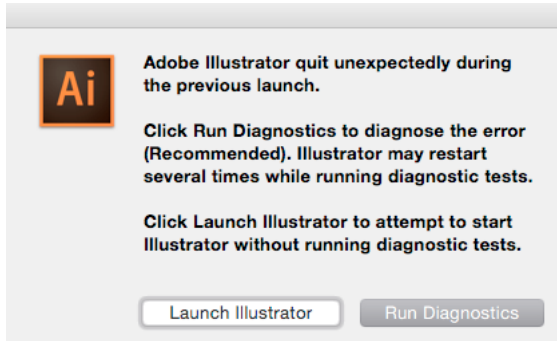 Ai
Adobe Illustrator quit unexpectedly during
the previous launch.
Click Run Diagnostics to diagnose the error
(Recommended). Illustrator may restart
several times while running diagnostic tests.
Click Launch Illustrator to attempt to start
Illustrator without running diagnostic tests.
Launch Illustrator
Run Diagnostics